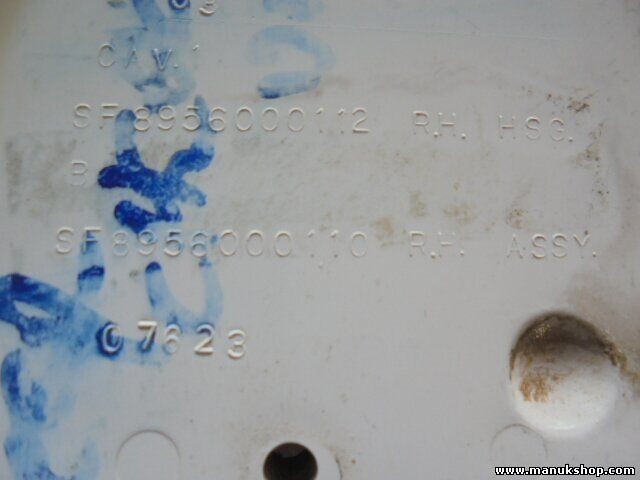 CAV. 1
SF 8956000112 R.H. HSG.
B
SF 8956000110 R.H. ASSY.
07623
www.manukshop.com